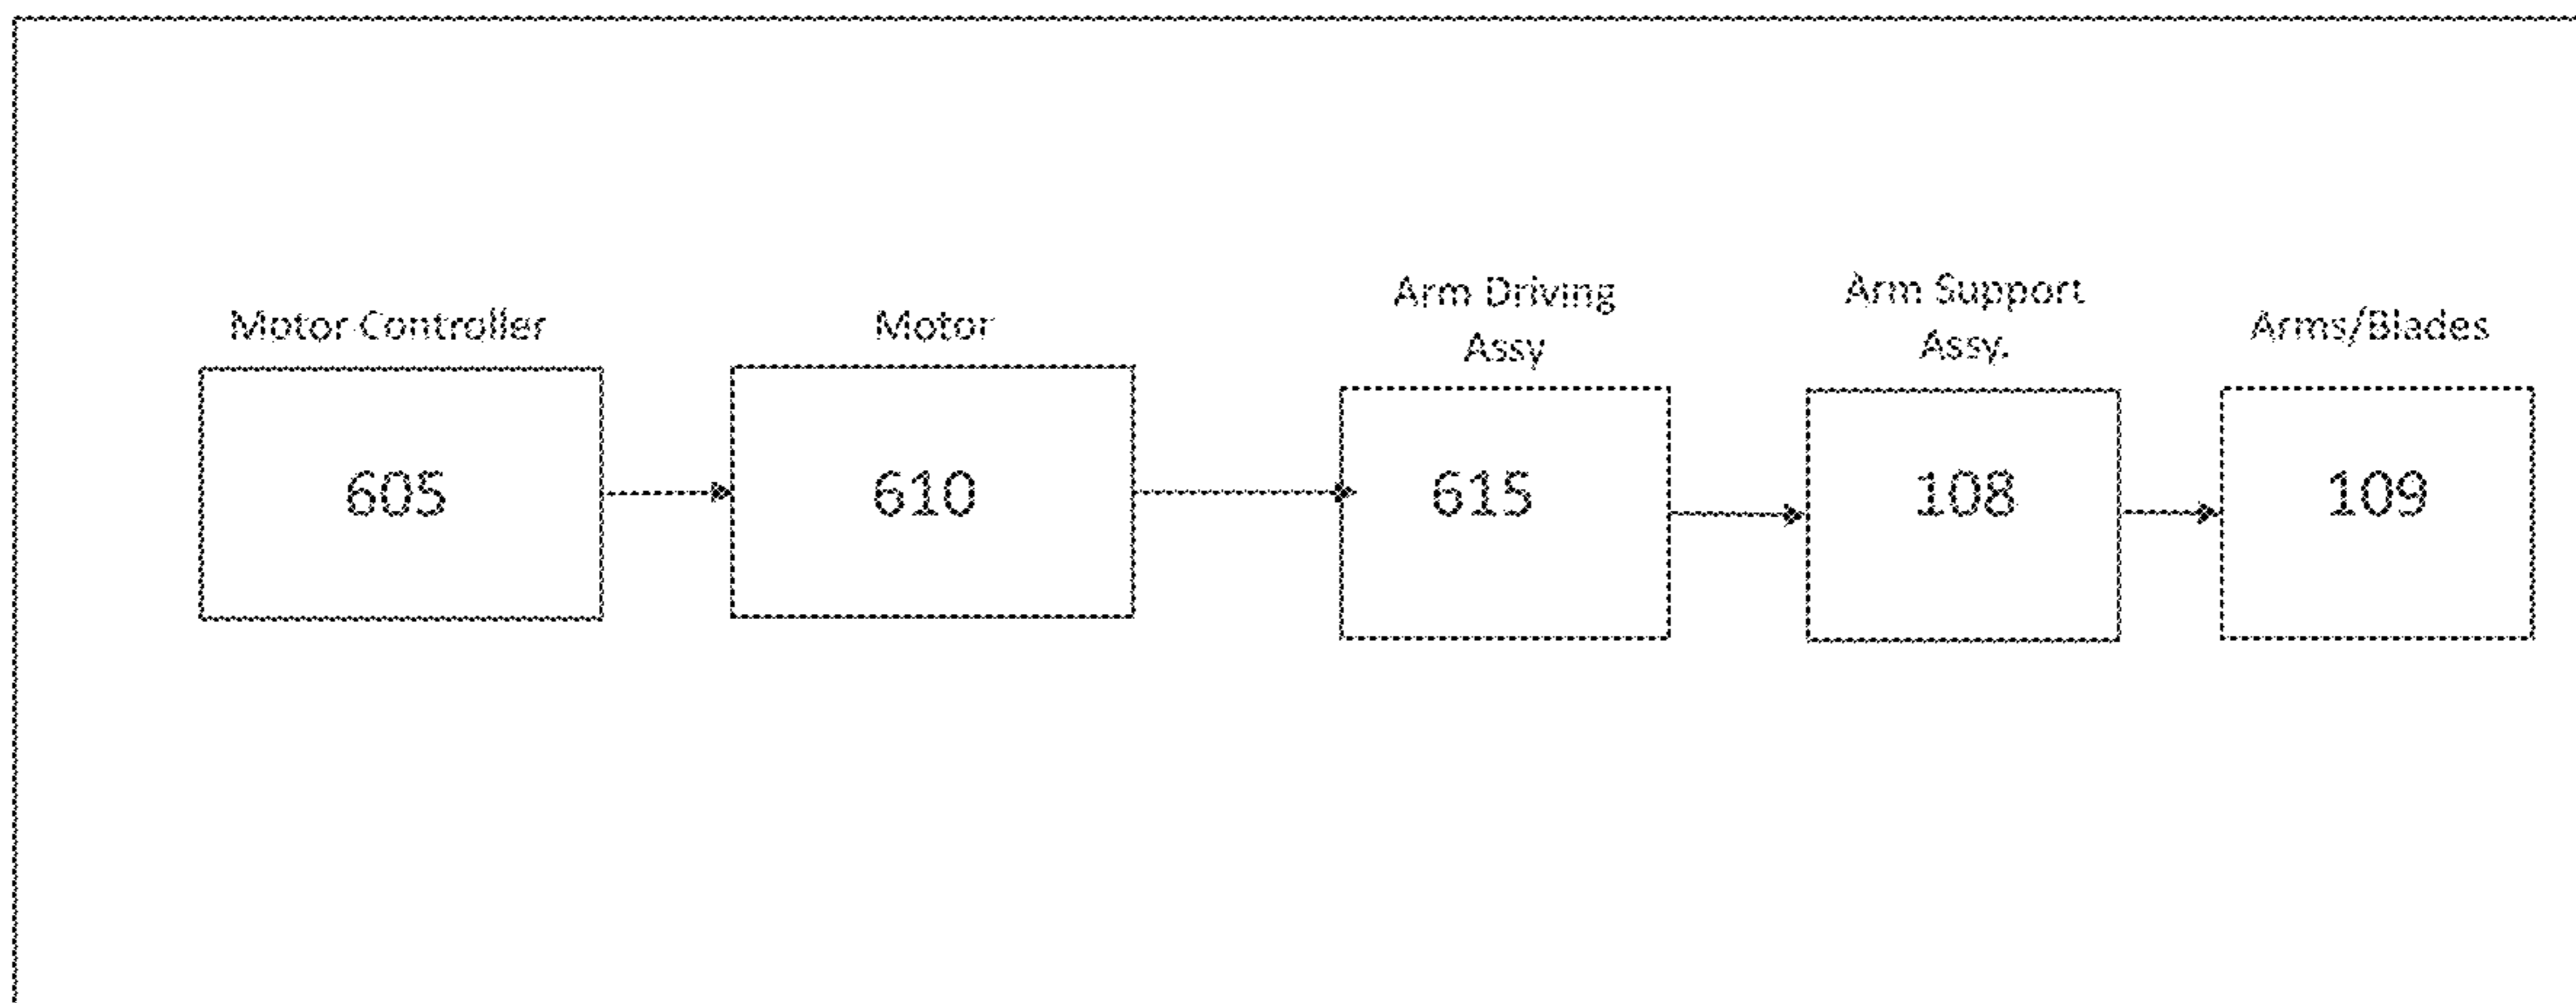 Motor Controller
Motor
Arm Driving
Assy
Arm Support
Assy.
Arms/Blades
605
610
615
108
109